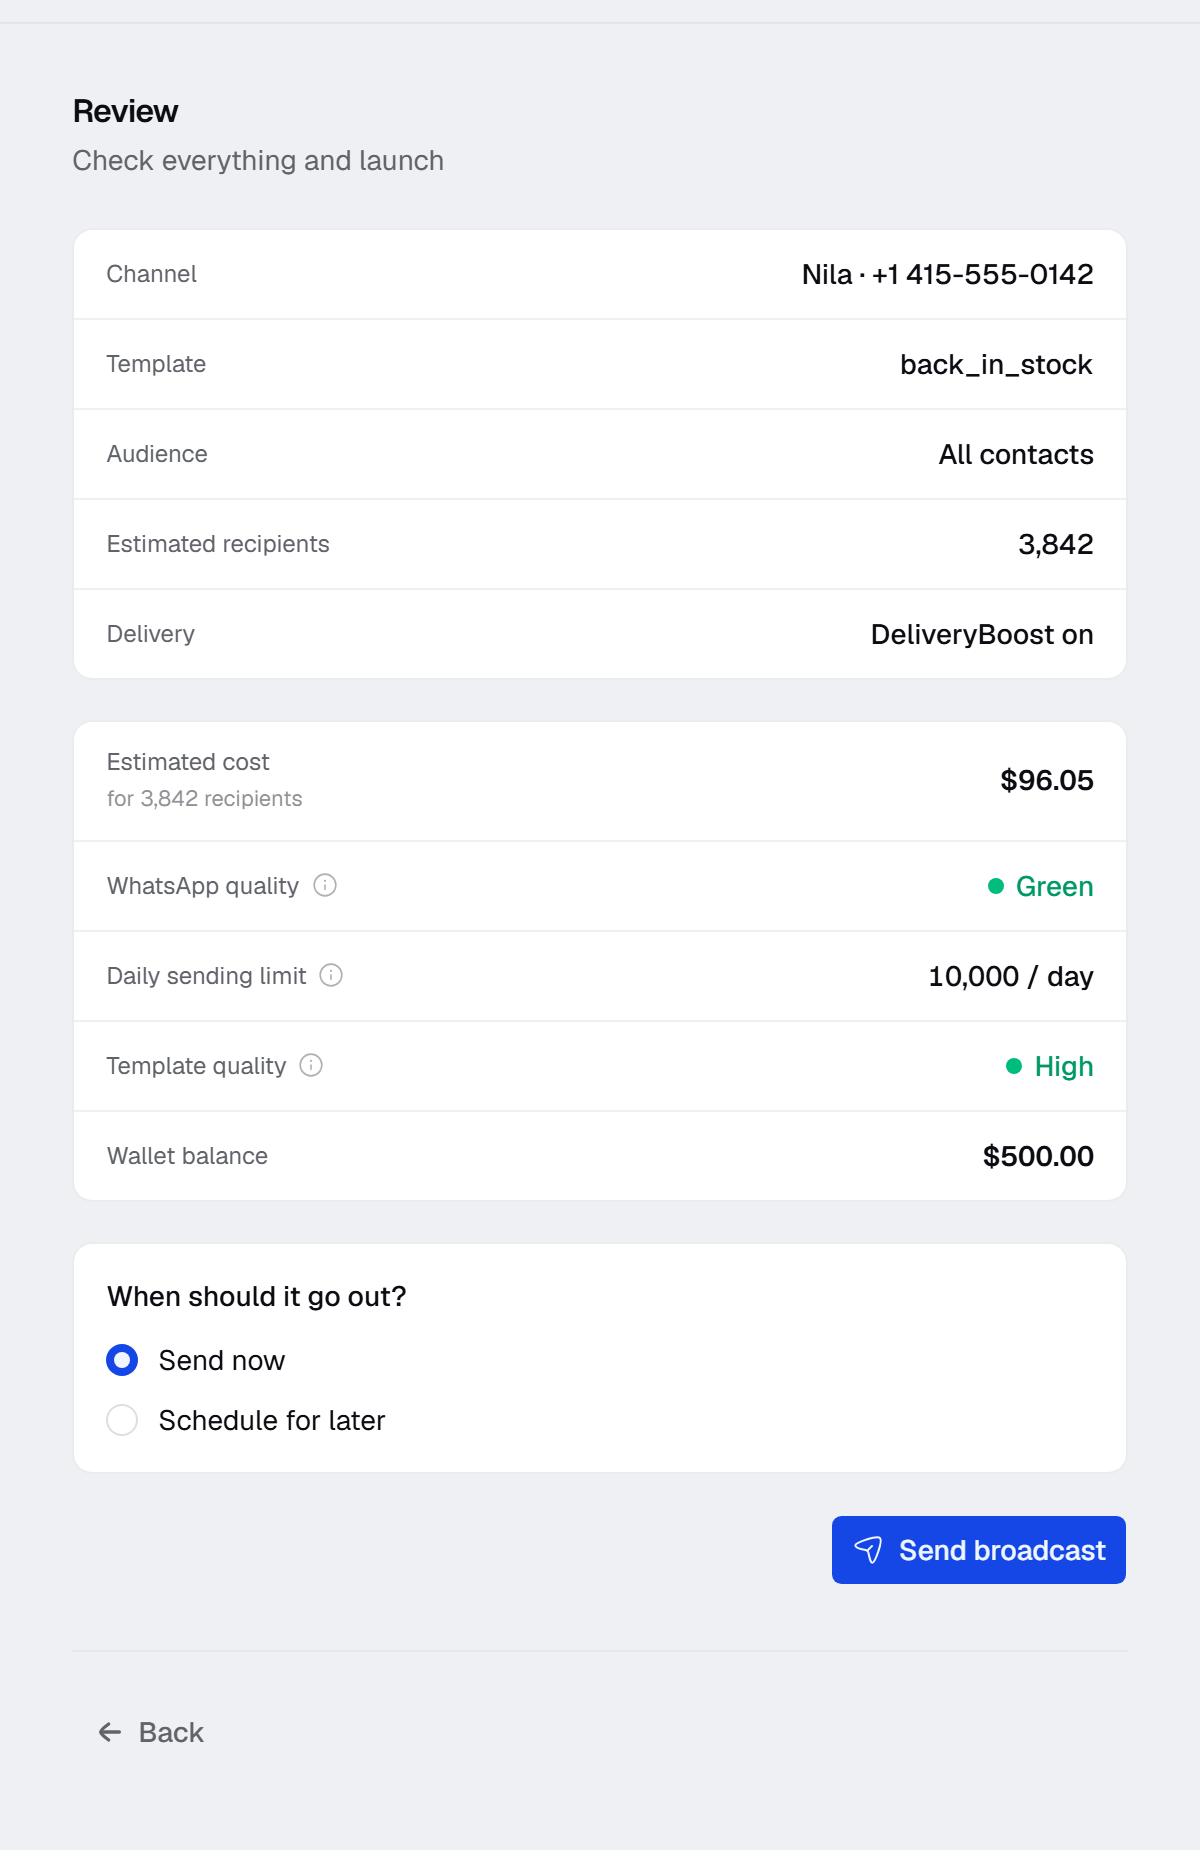 Review
Check everything and launch
Channel
Nila · +1 415-555-0142
Template
back_in_stock
Audience
All contacts
Estimated recipients
3,842
Delivery
DeliveryBoost on
Estimated cost
for 3,842 recipients
$96.05
WhatsApp quality
Green
Daily sending limit
10,000 / day
Template quality
High
Wallet balance
$500.00
When should it go out?
Send now
Schedule for later
Send broadcast
Back